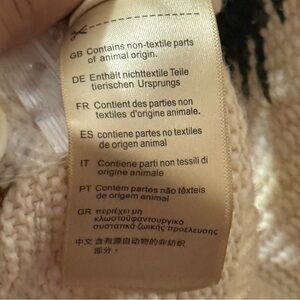 GB Contains non-textile parts
of animal origin.
DE Enthält nichttextile Teile
tierischen Ursprungs
FR Contient des parties non
textiles d'origine animale.
ES contiene partes no textiles
de origen animal
IT Contiene parti non tessili di
origine animale.
PT Contém partes não têxteis
de origem animal
GR περιέχει μη
κλωστοϋφαντουργικά
συστατικά ζωικής προέλευσης
中文 含有源自动物的非纺织
部分。